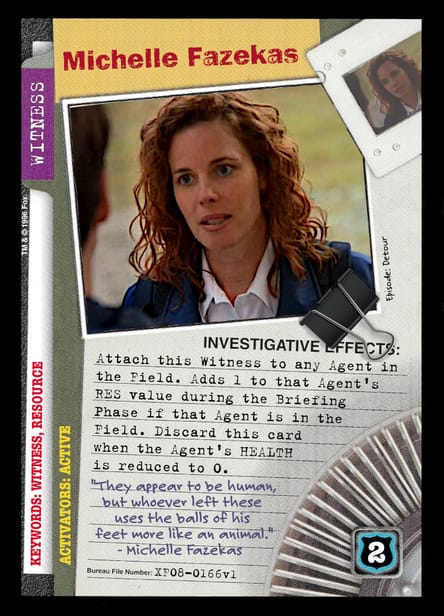 Michelle Fazekas
WITNESS
TM & © 1996 Fox
Episode: Detour
INVESTIGATIVE EFFECTS:
Attach this Witness to any Agent in
the Field. Adds 1 to that Agent's
RES value during the Briefing
Phase if that Agent is in the
Field. Discard this card
when the Agent's HEALTH
is reduced to 0.
"They appear to be human,
but whoever left these
uses the balls of his
feet more like an animal."
- Michelle Fazekas
KEYWORDS: WITNESS, RESOURCE
ACTIVATORS: ACTIVE
Bureau File Number: XF08-0166v1
2